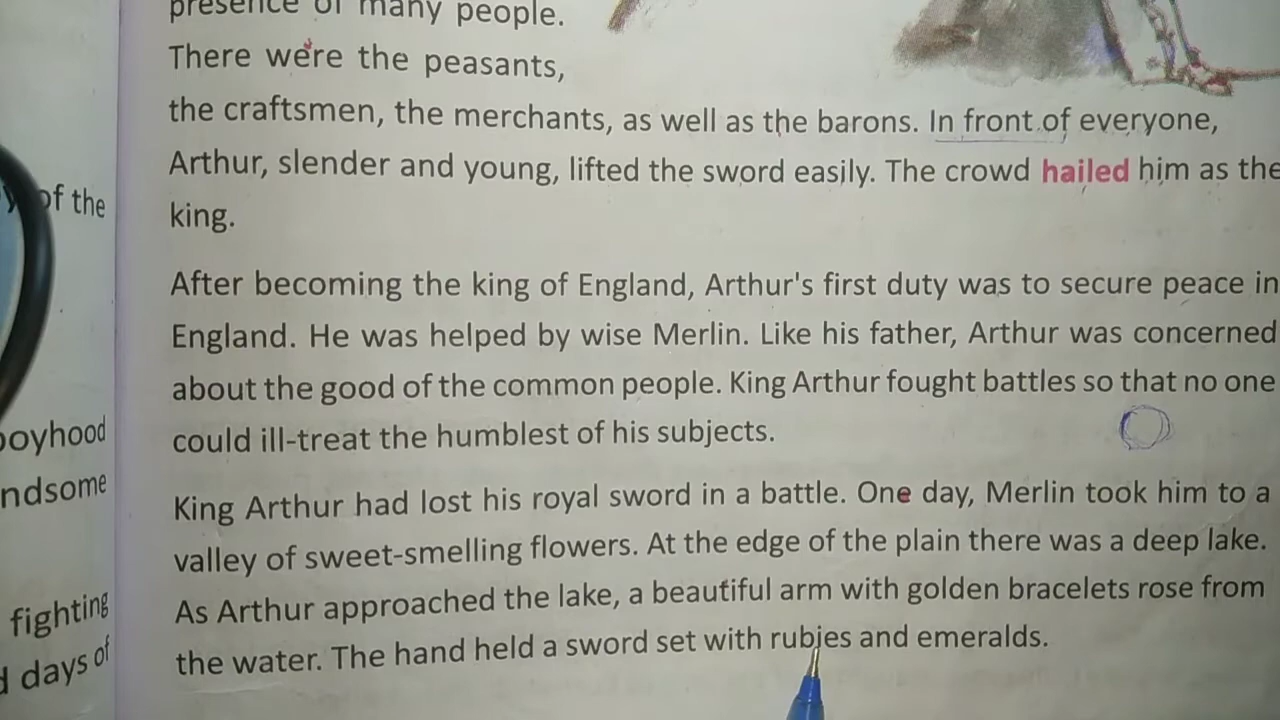 presence of many people.
There were the peasants,
the craftsmen, the merchants, as well as the barons. In front of everyone,
Arthur, slender and young, lifted the sword easily. The crowd hailed him as the
king.
After becoming the king of England, Arthur's first duty was to secure peace in
England. He was helped by wise Merlin. Like his father, Arthur was concerned
about the good of the common people. King Arthur fought battles so that no one
could ill-treat the humblest of his subjects.
King Arthur had lost his royal sword in a battle. One day, Merlin took him to a
valley of sweet-smelling flowers. At the edge of the plain there was a deep lake.
As Arthur approached the lake, a beautiful arm with golden bracelets rose from
the water. The hand held a sword set with rubies and emeralds.
of the
boyhood
ndsome
fighting
days of